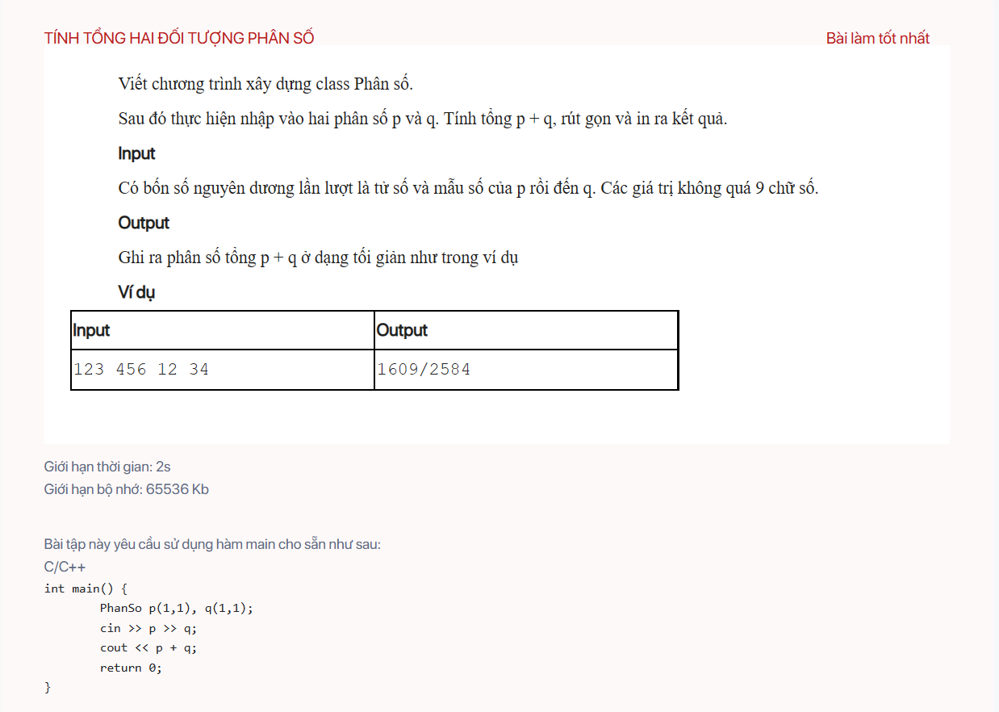 TÍNH TỔNG HAI ĐỐI TƯỢNG PHÂN SỐ Bài làm tốt nhất
Viết chương trình xây dựng class Phân số.
Sau đó thực hiện nhập vào hai phân số p và q. Tính tổng p + q, rút gọn và in ra kết quả.
Input
Có bốn số nguyên dương lần lượt là tử số và mẫu số của p rồi đến q. Các giá trị không quá 9 chữ số.
Output
Ghi ra phân số tổng p + q ở dạng tối giản như trong ví dụ
Ví dụ
Input Output
123 456 12 34 1609/2584
Giới hạn thời gian: 2s
Giới hạn bộ nhớ: 65536 Kb
Bài tập này yêu cầu sử dụng hàm main cho sẵn như sau:
C/C++
int main() {
PhanSo p(1,1), q(1,1);
cin >> p >> q;
cout << p + q;
return 0;
}